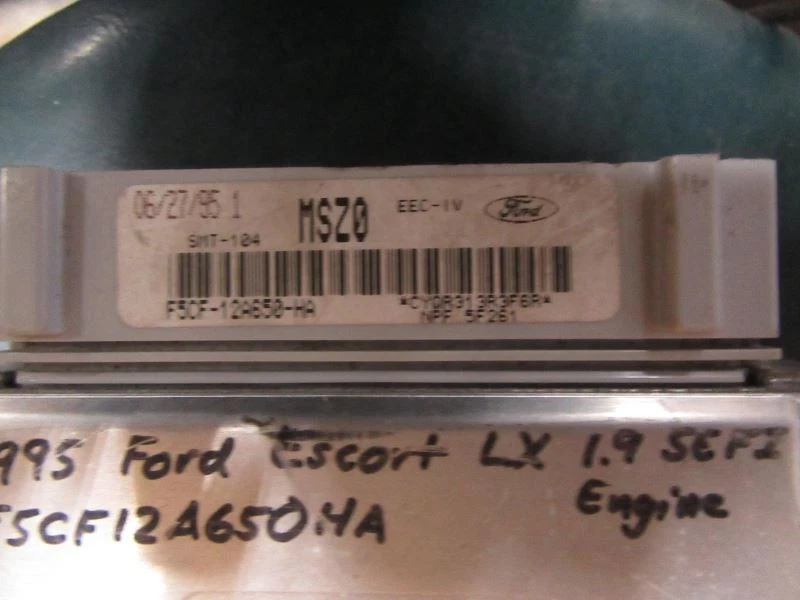 06/27/95 1 MSZ0 EEC-IV Ford
SMT-104
F5CF-12A650-HA *CY0R313R3F6R*
NPF 5F261
995 Ford Escort LX 1.9 SEFI
F5CF12A650HA Engine